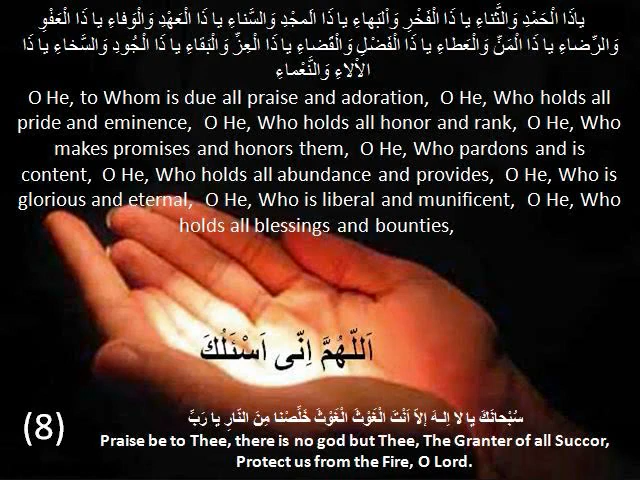 ياذَا الْحَمْدِ وَالثَّناءِ يا ذَا الْفَخْرِ وَاْلبَهاءِ يا ذَا الَمجْدِ وَالسَّناءِ يا ذَا الْعَهْدِ وَالْوَفاءِ يا ذَا الْعَفْوِ
وَالرِّضاءِ يا ذَا الْمَنِّ وَالْعَطاءِ يا ذَا الْفَضْلِ وَالْقَضاءِ يا ذَا الْعِزِّ وَالْبَقاءِ يا ذَا الْجُودِ وَالسَّخاءِ يا ذَا
الاْلاءِ وَالنَّعْماءِ
O He, to Whom is due all praise and adoration, O He, Who holds all
pride and eminence, O He, Who holds all honor and rank, O He, Who
makes promises and honors them, O He, Who pardons and is
content, O He, Who holds all abundance and provides, O He, Who is
glorious and eternal, O He, Who is liberal and munificent, O He, Who
holds all blessings and bounties,
اَللّهُمَّ اِنّى اَسْئَلُكَ
سُبْحانَكَ يا لا اِلـهَ إلاّ اَنْتَ الْغَوْثَ الْغَوْثَ خَلِّصْنا مِنَ النّارِ يا رَبِّ
(8)
Praise be to Thee, there is no god but Thee, The Granter of all Succor,
Protect us from the Fire, O Lord.